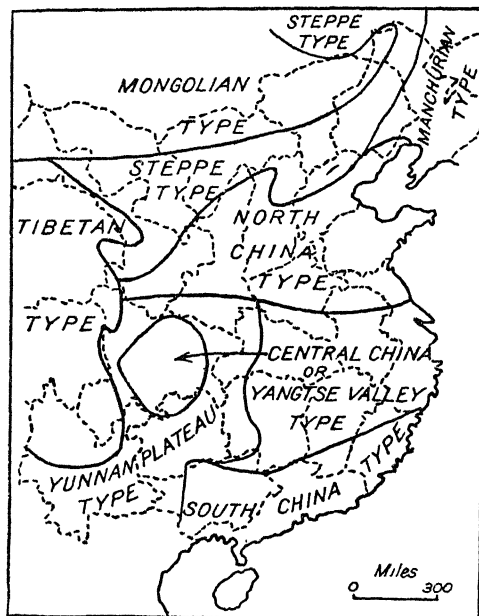 STEPPE
TYPE
MONGOLIAN
TYPE
MANCHURIAN
TYPE
STEPPE
TYPE
TIBETAN
TYPE
NORTH
CHINA
TYPE
CENTRAL CHINA
OR
YANGTSE VALLEY
TYPE
YUNNAN PLATEAU
TYPE
SOUTH CHINA TYPE
Miles
0 300